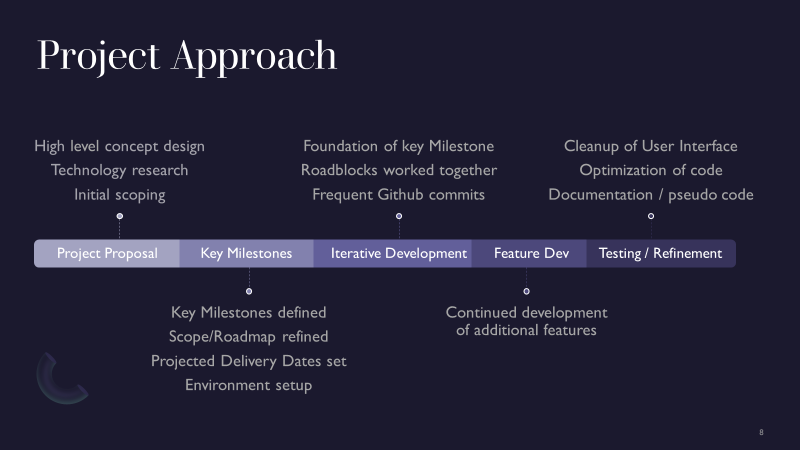 Project Approach
High level concept design
Technology research
Initial scoping
Foundation of key Milestone
Roadblocks worked together
Frequent Github commits
Cleanup of User Interface
Optimization of code
Documentation / pseudo code
Project Proposal
Key Milestones
Iterative Development
Feature Dev
Testing / Refinement
Key Milestones defined
Scope/Roadmap refined
Projected Delivery Dates set
Environment setup
Continued development
of additional features
8